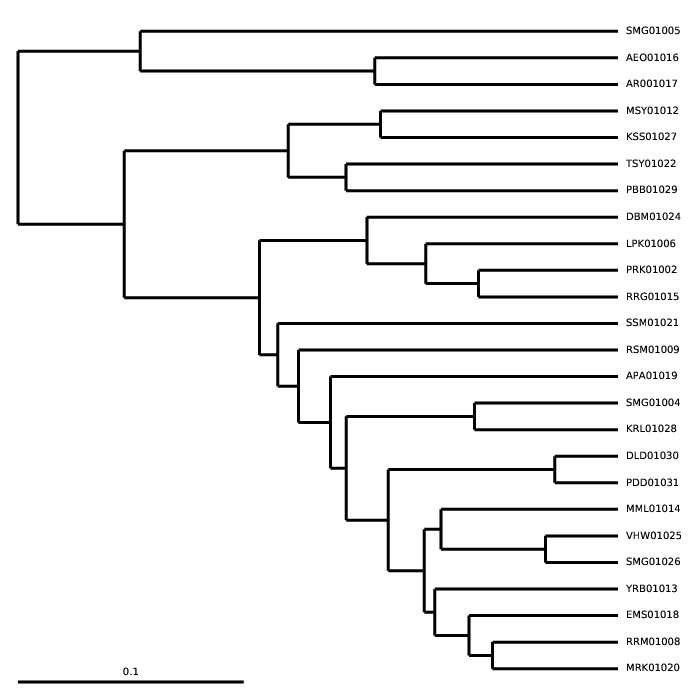 SMG01005
AEO01016
AR001017
MSY01012
KSS01027
TSY01022
PBB01029
DBM01024
LPK01006
PRK01002
RRG01015
SSM01021
RSM01009
APA01019
SMG01004
KRL01028
DLD01030
PDD01031
MML01014
VHW01025
SMG01026
YRB01013
EMS01018
RRM01008
MRK01020
0.1